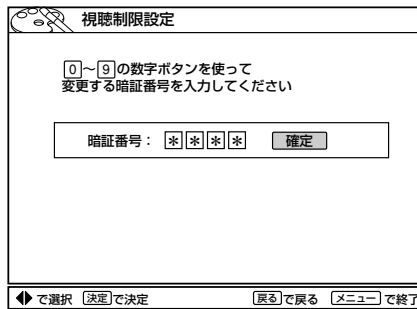 視聴制限設定
0～9の数字ボタンを使って
変更する暗証番号を入力してください
暗証番号： ＊＊＊＊ 確定
で選択 決定で決定 戻るで戻る メニューで終了